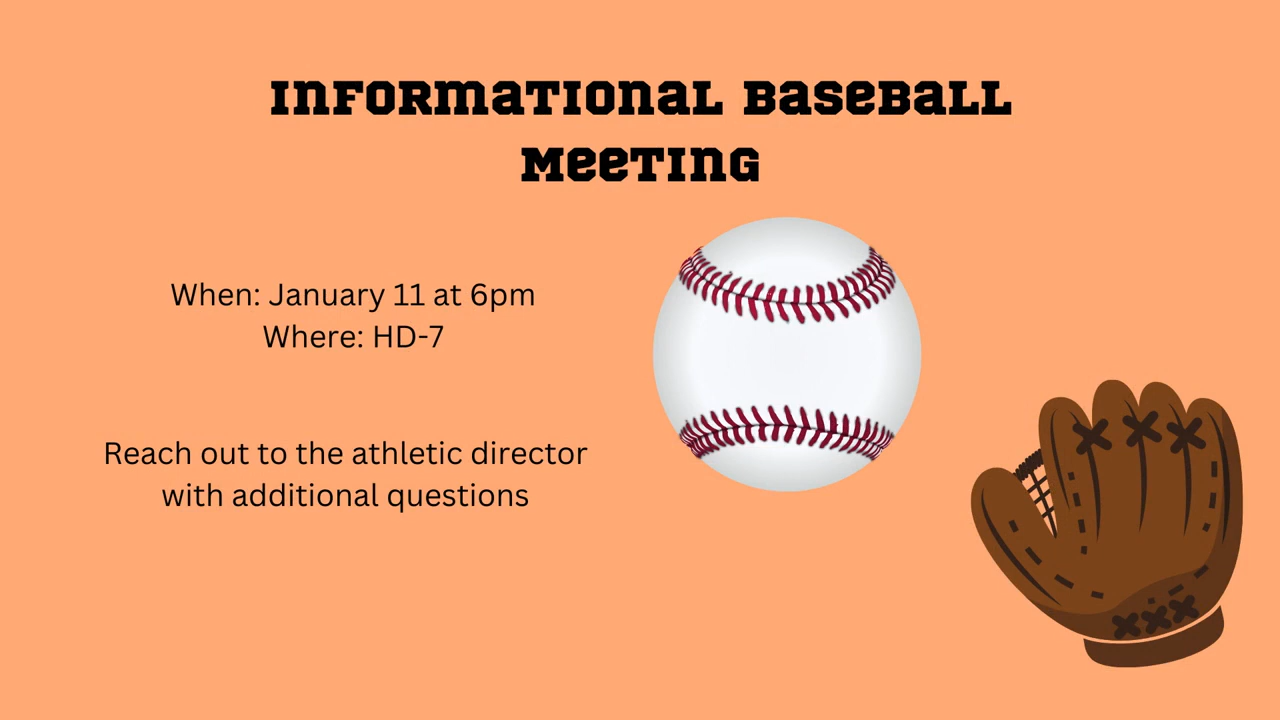 Informational Baseball
Meeting
When: January 11 at 6pm
Where: HD-7
Reach out to the athletic director
with additional questions